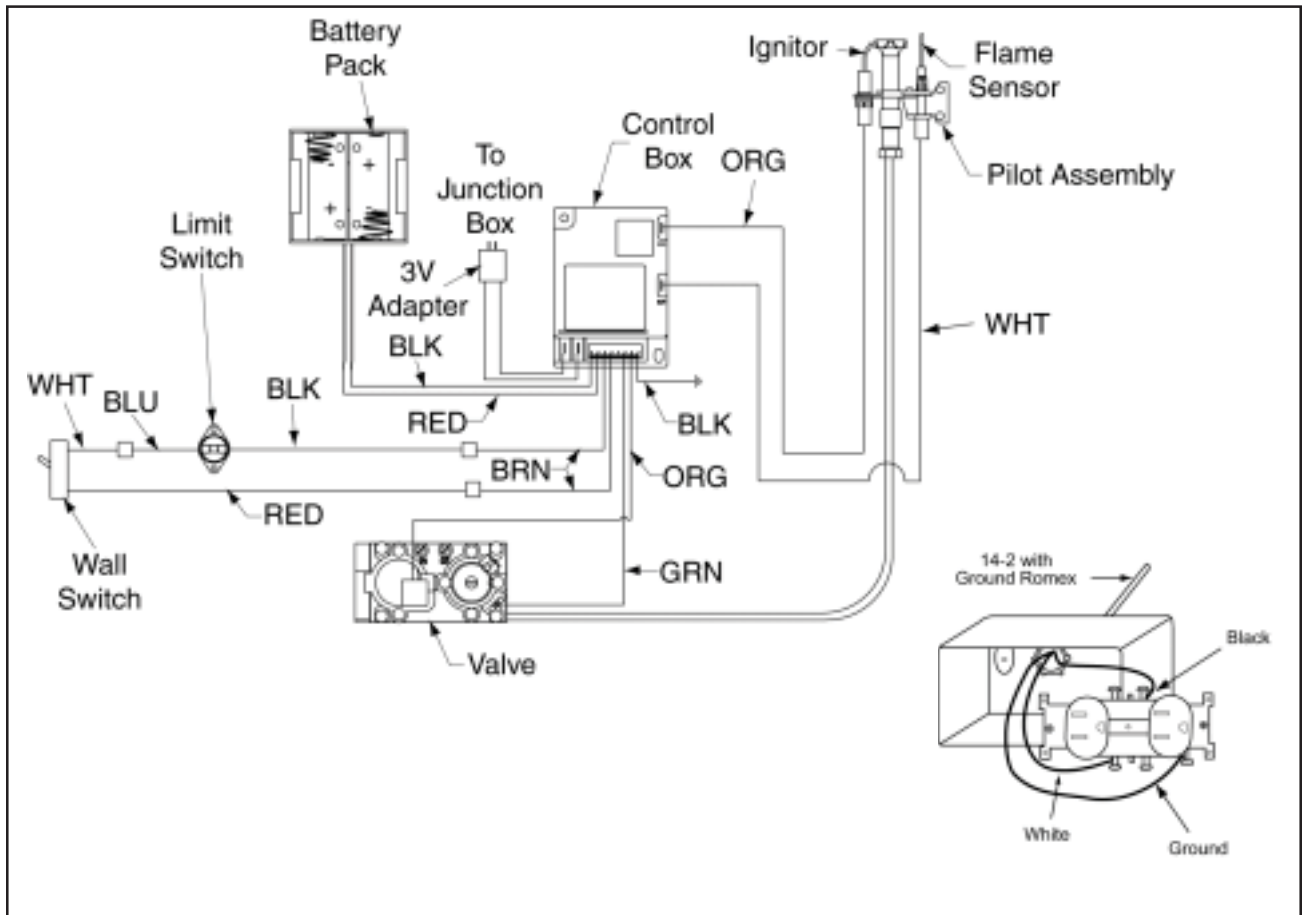 Battery
Pack
Ignitor
Flame
Sensor
Control
Box
ORG
To
Junction
Box
Pilot Assembly
Limit
Switch
3V
Adapter
WHT
BLK
WHT
BLU
BLK
RED
BLK
BRN
ORG
RED
Wall
Switch
GRN
Valve
14-2 with
Ground Romex
Black
White
Ground